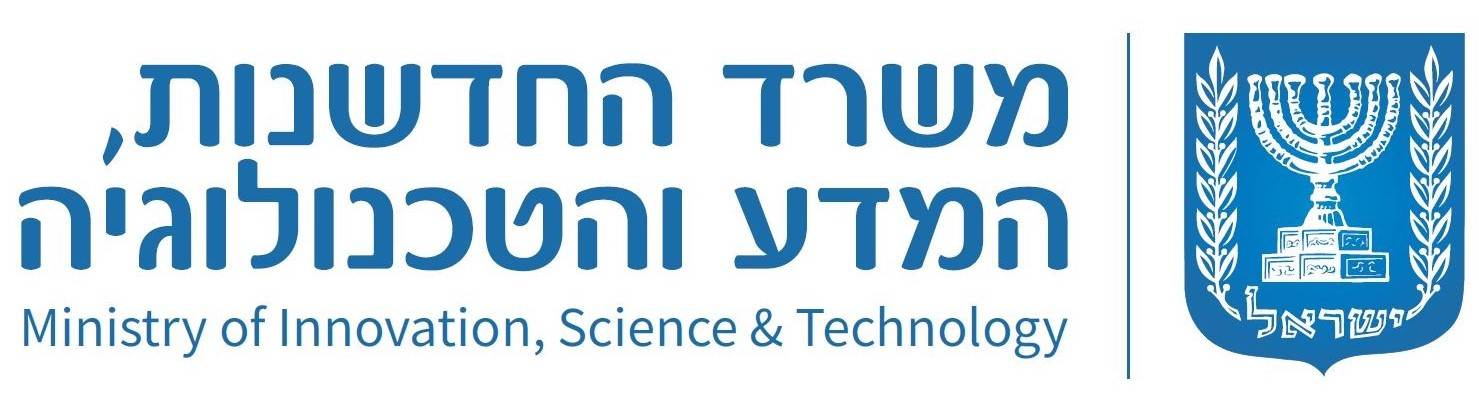 משרד החדשנות,
המדע והטכנולוגיה
Ministry of Innovation, Science & Technology
ישראל